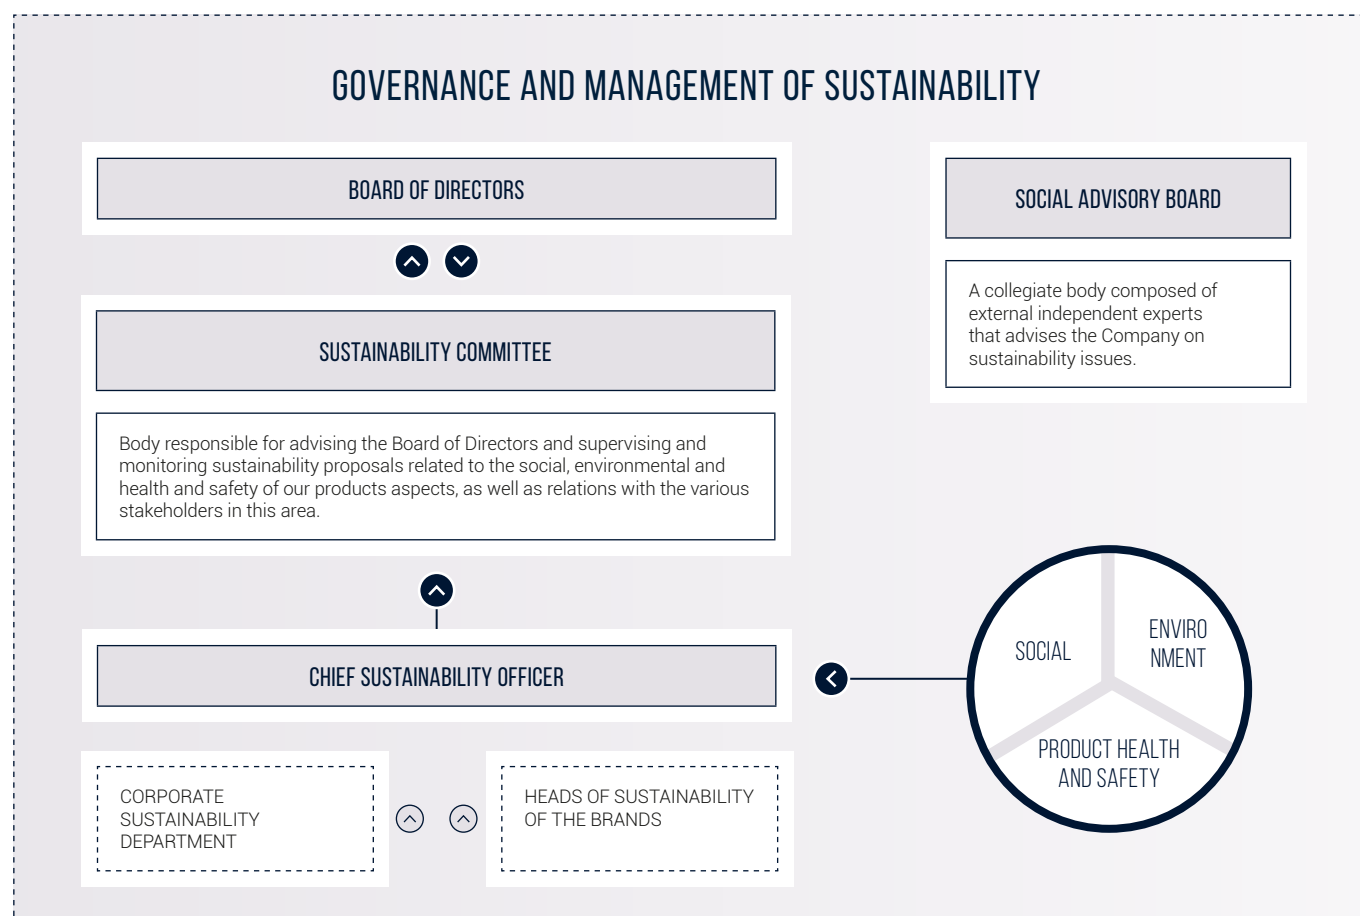 GOVERNANCE AND MANAGEMENT OF SUSTAINABILITY
BOARD OF DIRECTORS
SUSTAINABILITY COMMITTEE
Body responsible for advising the Board of Directors and supervising and
monitoring sustainability proposals related to the social, environmental and
health and safety of our products aspects, as well as relations with the various
stakeholders in this area.
CHIEF SUSTAINABILITY OFFICER
CORPORATE
SUSTAINABILITY
DEPARTMENT
HEADS OF SUSTAINABILITY
OF THE BRANDS
SOCIAL ADVISORY BOARD
A collegiate body composed of
external independent experts
that advises the Company on
sustainability issues.
SOCIAL
ENVIRO
NMENT
PRODUCT HEALTH
AND SAFETY